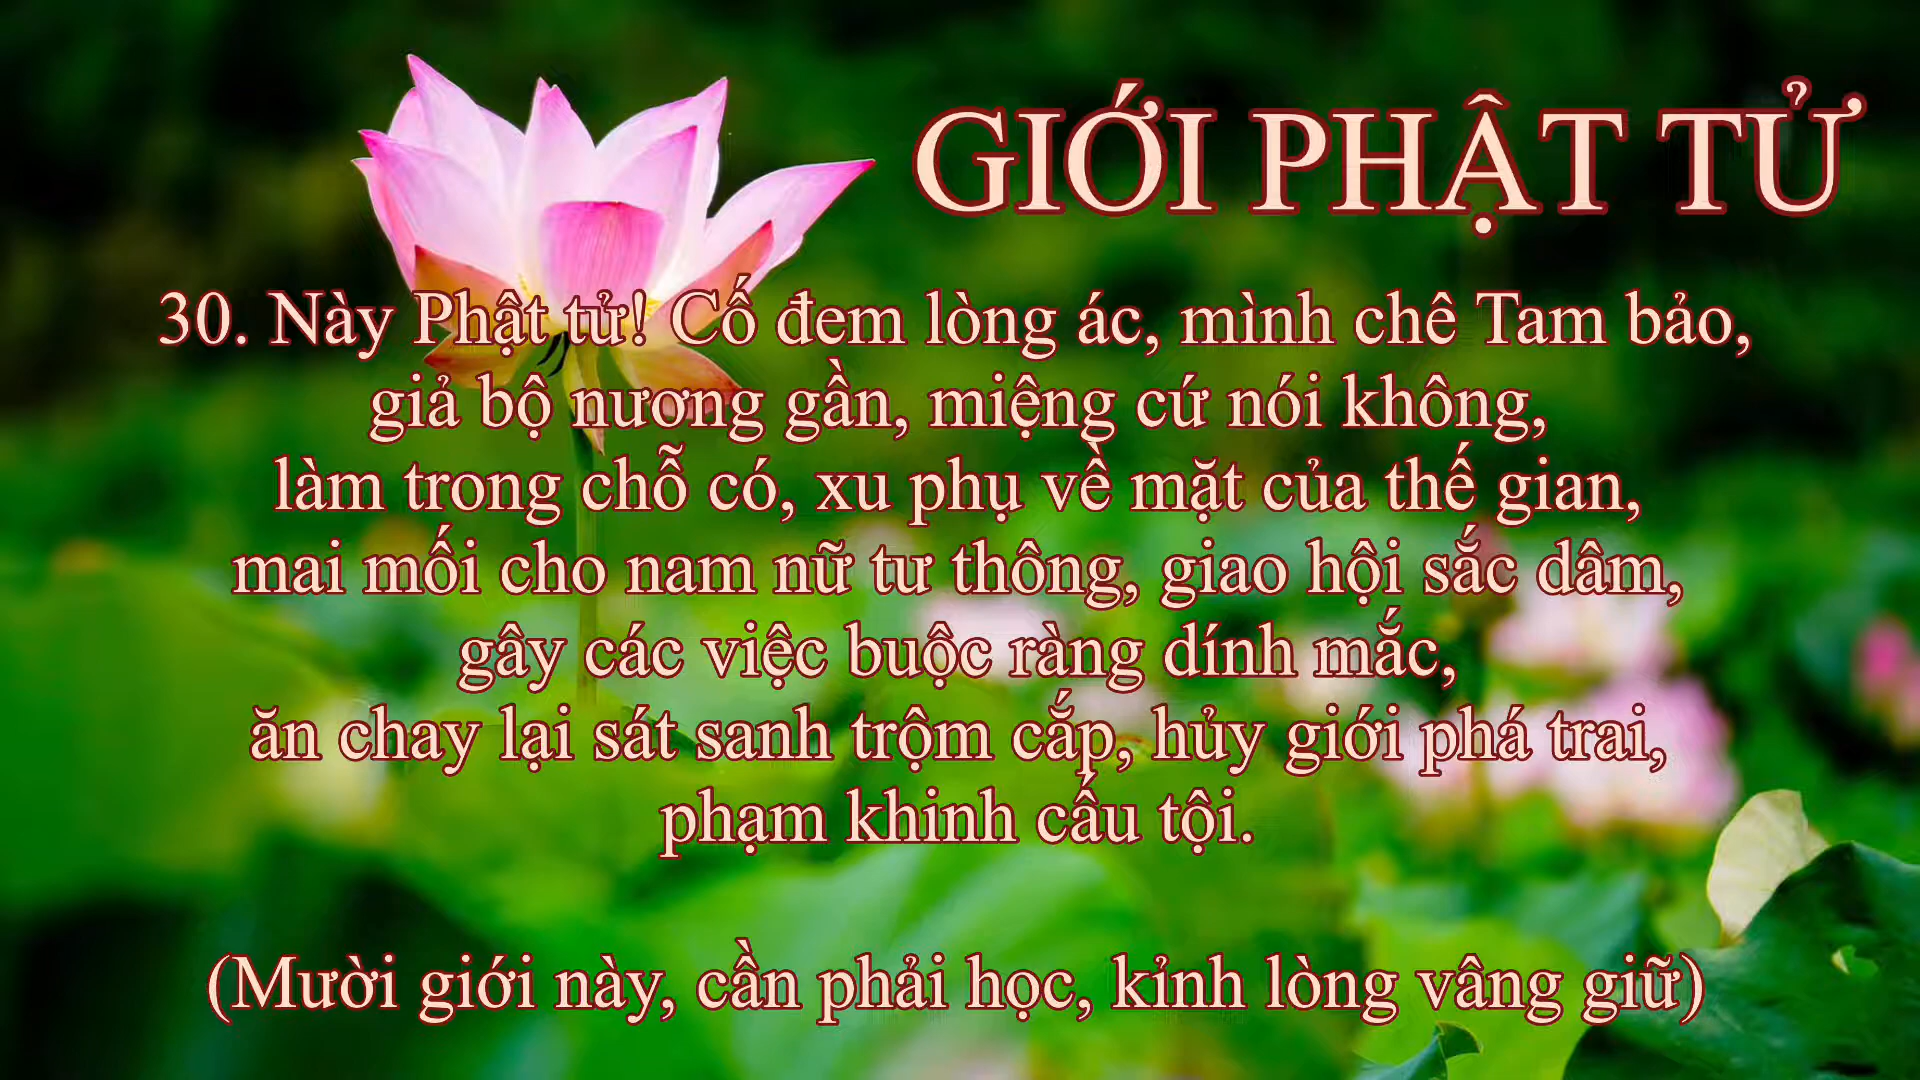 GIỚI PHẬT TỬ
30. Này Phật tử! Cố đem lòng ác, mình chê Tam bảo,
giả bộ nương gần, miệng cứ nói không,
làm trong chỗ có, xu phụ về mặt của thế gian,
mai mối cho nam nữ tư thông, giao hội sắc dâm,
gây các việc buộc ràng dính mắc,
ăn chay lại sát sanh trộm cắp, hủy giới phá trai,
phạm khinh cấu tội.
(Mười giới này, cần phải học, kỉnh lòng vâng giữ)